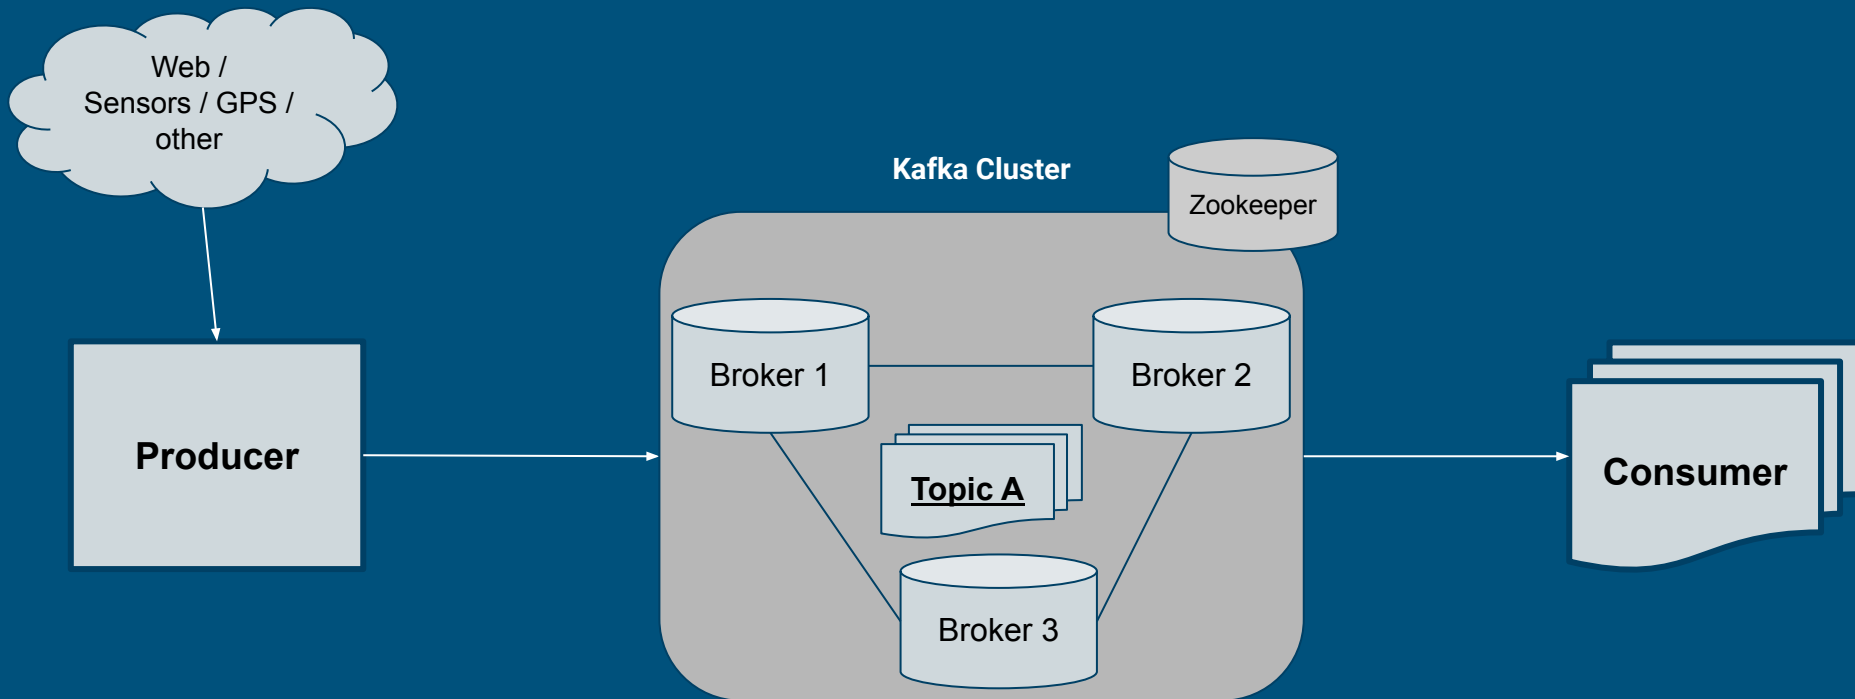 Web /
Sensors / GPS /
other
Kafka Cluster
Zookeeper
Broker 1
Broker 2
Producer
Topic A
Consumer
Broker 3